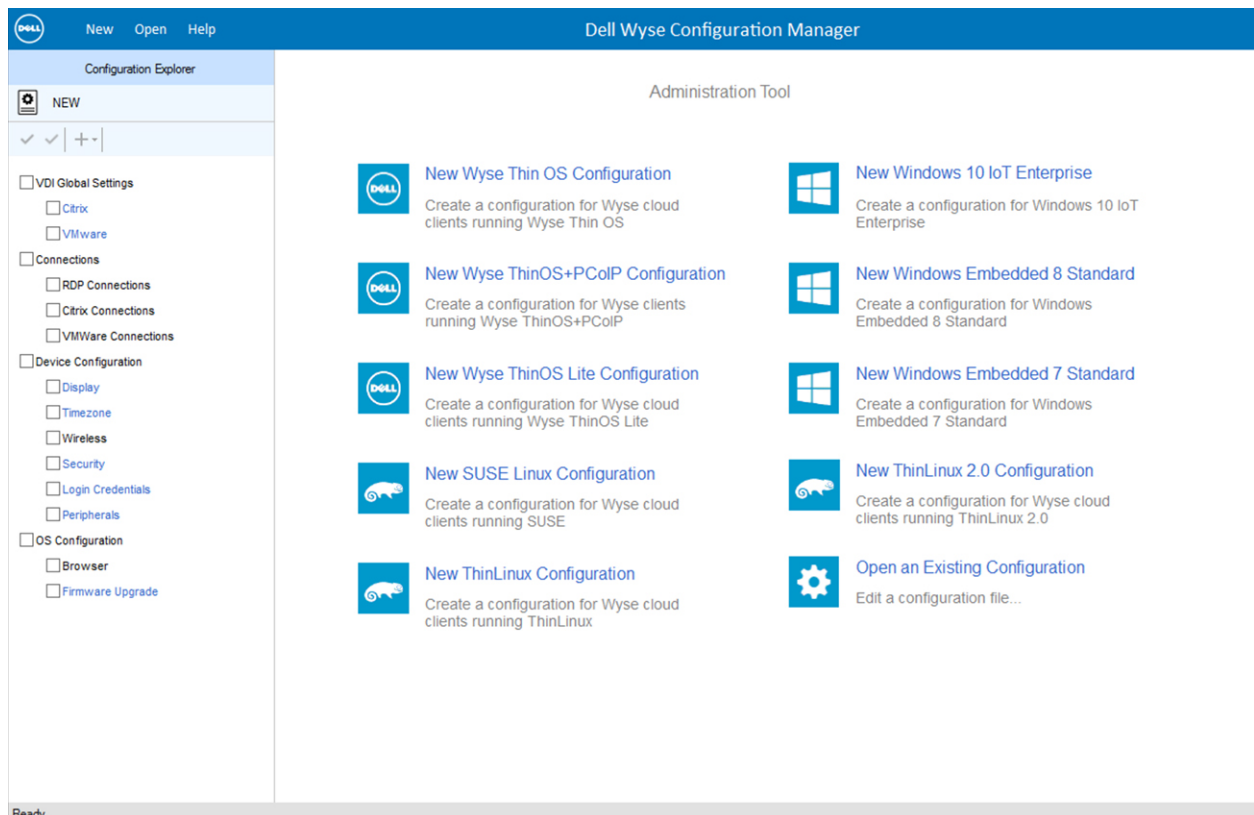 DELL
New Open Help
Dell Wyse Configuration Manager
Configuration Explorer
NEW
VDI Global Settings
Citrix
VMware
Connections
RDP Connections
Citrix Connections
VMWare Connections
Device Configuration
Display
Timezone
Wireless
Security
Login Credentials
Peripherals
OS Configuration
Browser
Firmware Upgrade
Administration Tool
DELL
New Wyse Thin OS Configuration
Create a configuration for Wyse cloud
clients running Wyse Thin OS
DELL
New Wyse ThinOS+PCoIP Configuration
Create a configuration for Wyse clients
running Wyse ThinOS+PCoIP
DELL
New Wyse ThinOS Lite Configuration
Create a configuration for Wyse cloud
clients running Wyse ThinOS Lite
New SUSE Linux Configuration
Create a configuration for Wyse cloud
clients running SUSE
New ThinLinux Configuration
Create a configuration for Wyse cloud
clients running ThinLinux
New Windows 10 IoT Enterprise
Create a configuration for Windows 10 IoT
Enterprise
New Windows Embedded 8 Standard
Create a configuration for Windows
Embedded 8 Standard
New Windows Embedded 7 Standard
Create a configuration for Windows
Embedded 7 Standard
New ThinLinux 2.0 Configuration
Create a configuration for Wyse cloud
clients running ThinLinux 2.0
Open an Existing Configuration
Edit a configuration file...
Ready